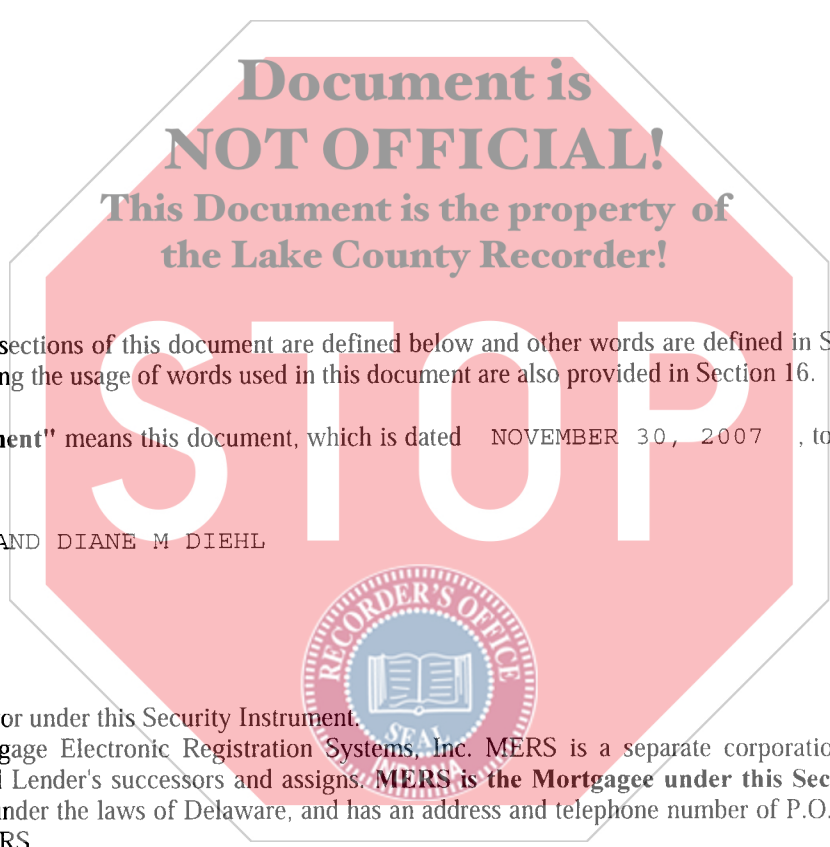 Document is
NOT OFFICIAL!
This Document is the property of
the Lake County Recorder!
STOP
sections of this document are defined below and other words are defined in S
ng the usage of words used in this document are also provided in Section 16.
ent" means this document, which is dated NOVEMBER 30, 2007 , to
AND DIANE M DIEHL
RECORDER'S OFFICE
SEAL
INDIANA
or under this Security Instrument.
gage Electronic Registration Systems, Inc. MERS is a separate corporatio
Lender's successors and assigns. MERS is the Mortgagee under this Sec
nder the laws of Delaware, and has an address and telephone number of P.O.
RS